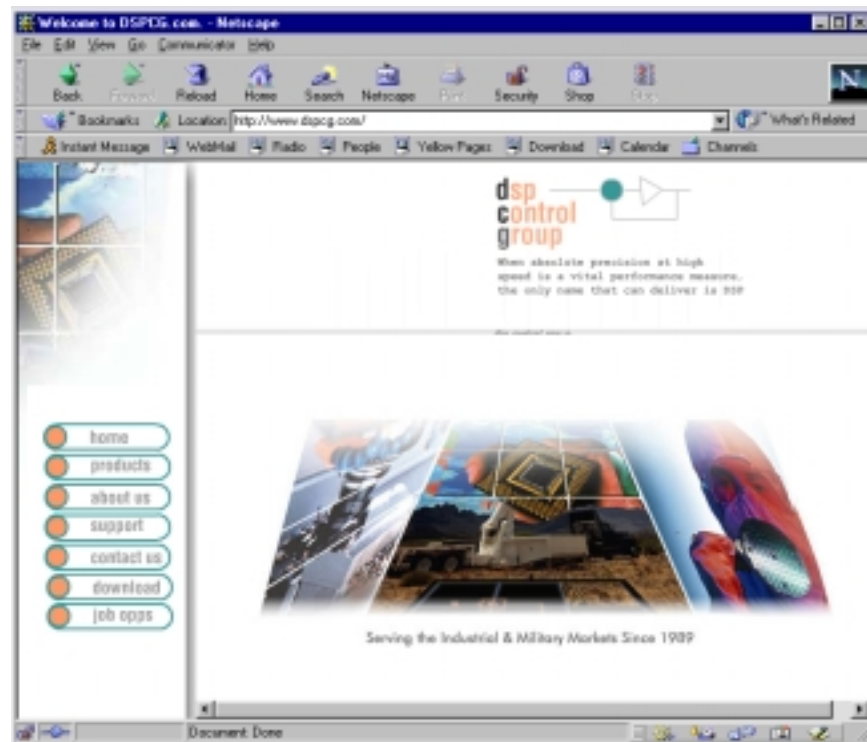 Welcome to DSPCG.com. - Netscape
File Edit View Go Communicator Help
Back Forward Reload Home Search Netscape Print Security Shop Stop
Bookmarks Location: http://www.dspcg.com/ What's Related
Instant Message WebMail Radio People Yellow Pages Download Calendar Channels
N
dsp
control
group
When absolute precision at high
speed is a vital performance measure,
the only name that can deliver is DSP
home
products
about us
support
contact us
download
job opps
Serving the Industrial & Military Markets Since 1989
Document: Done